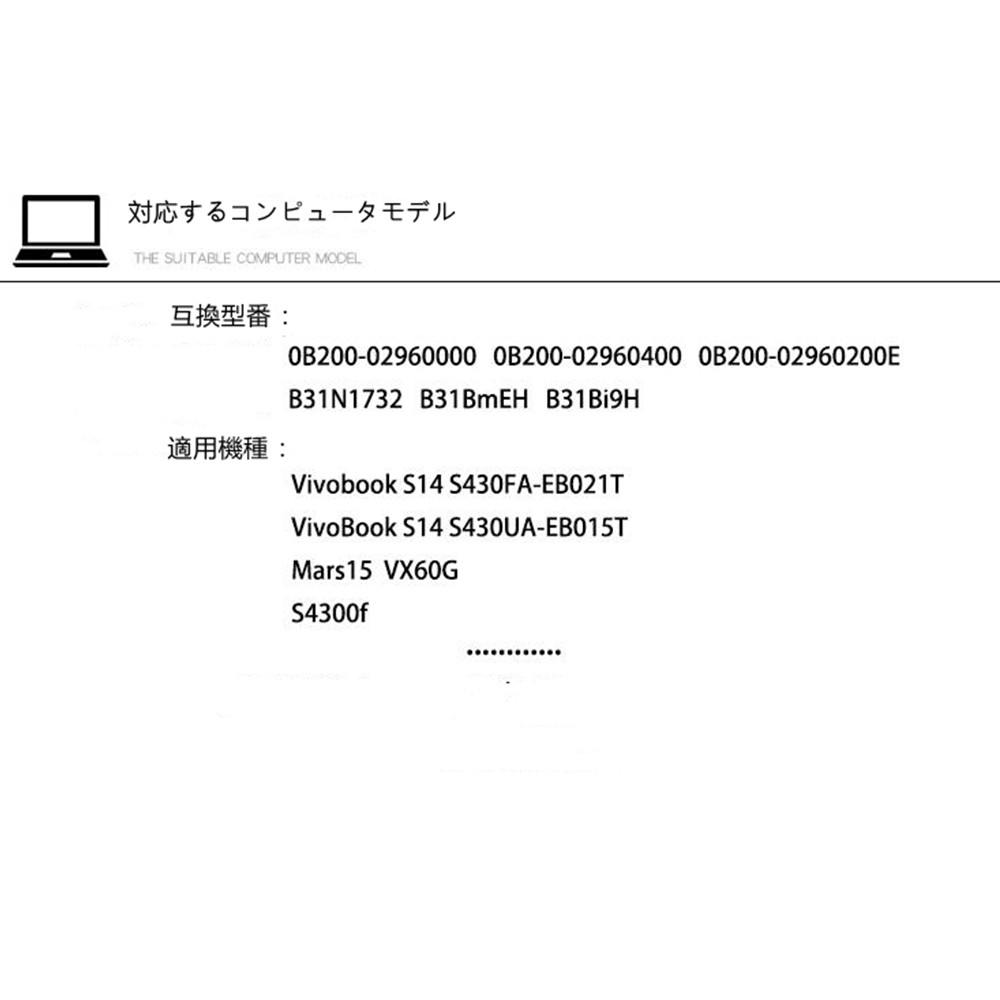 対応するコンピュータモデル
THE SUITABLE COMPUTER MODEL
互換型番：
0B200-02960000 0B200-02960400 0B200-02960200E
B31N1732 B31BmEH B31Bi9H
適用機種：
Vivobook S14 S430FA-EB021T
VivoBook S14 S430UA-EB015T
Mars15 VX60G
S4300f
............